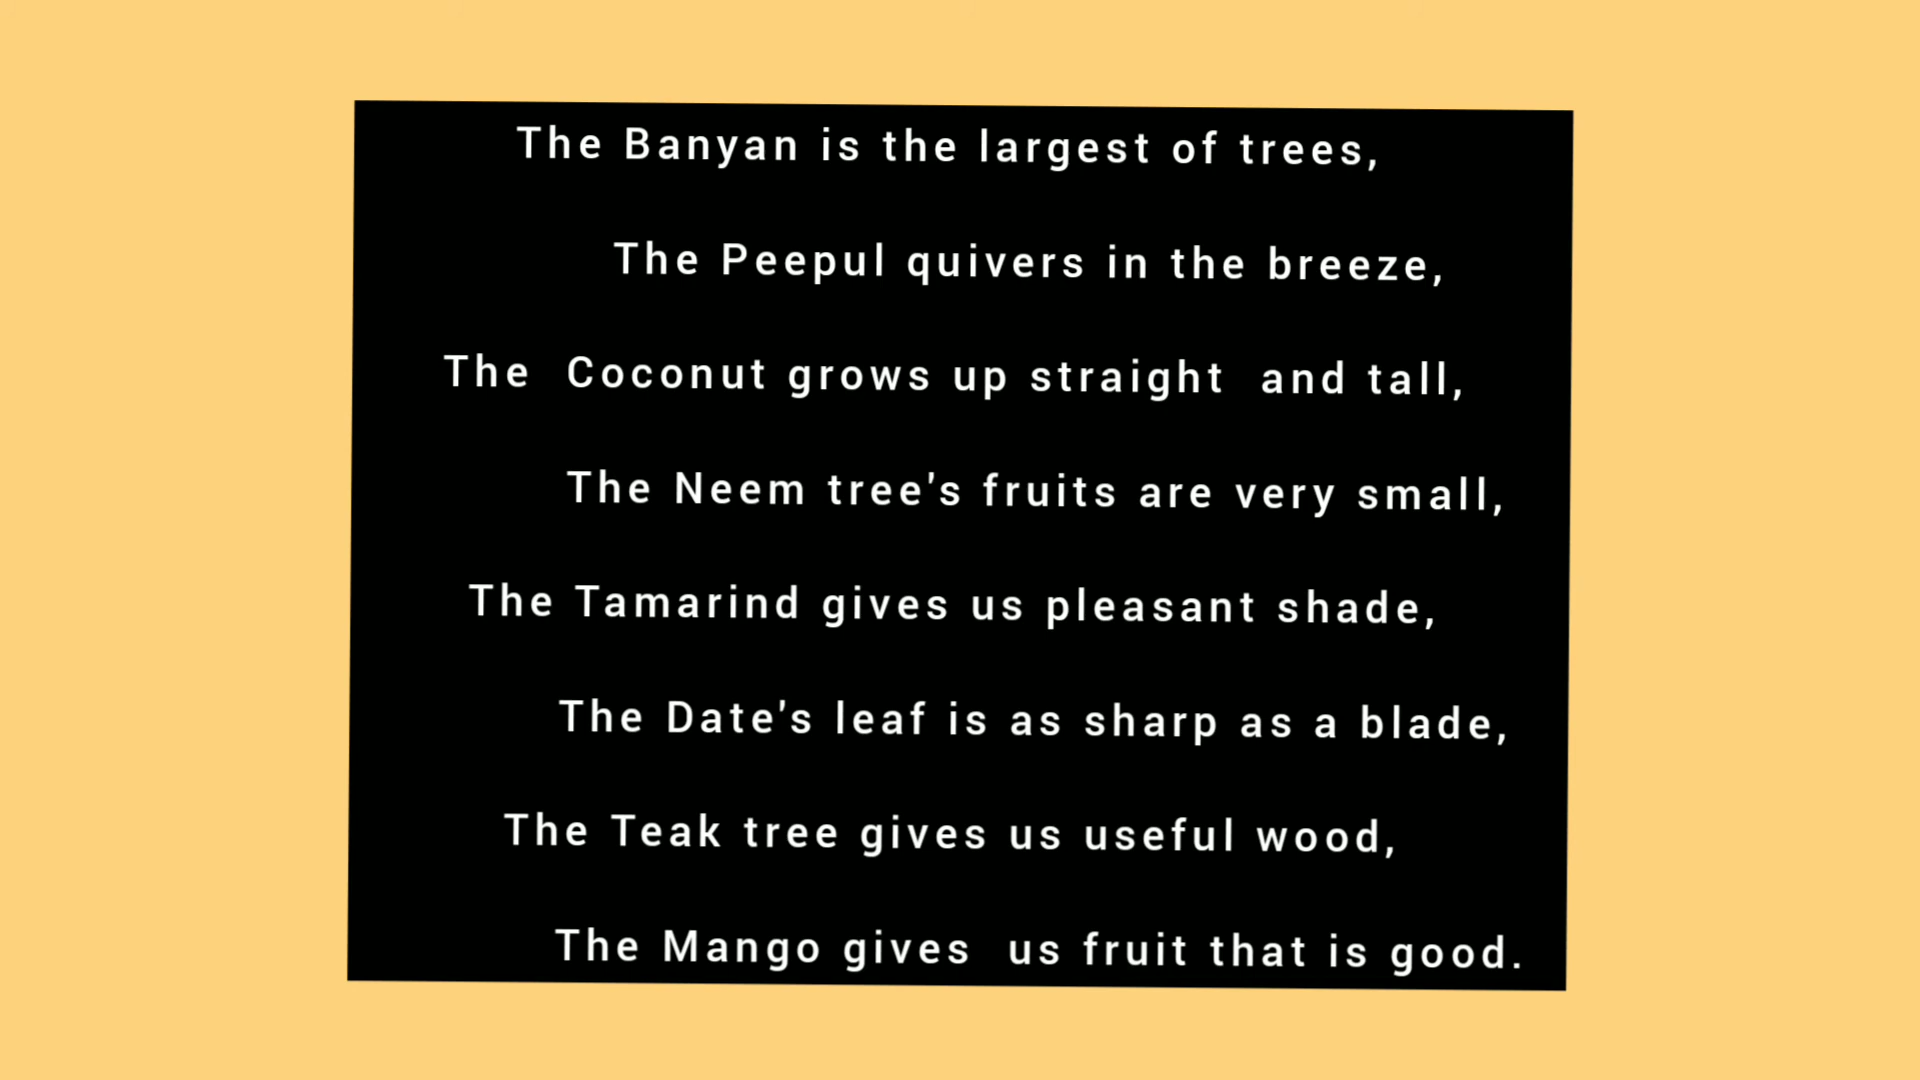 The Banyan is the largest of trees,
The Peepul quivers in the breeze,
The Coconut grows up straight and tall,
The Neem tree's fruits are very small,
The Tamarind gives us pleasant shade,
The Date's leaf is as sharp as a blade,
The Teak tree gives us useful wood,
The Mango gives us fruit that is good.